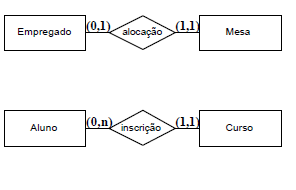 Empregado (0,1) alocação (1,1) Mesa
Aluno (0,n) inscrição (1,1) Curso